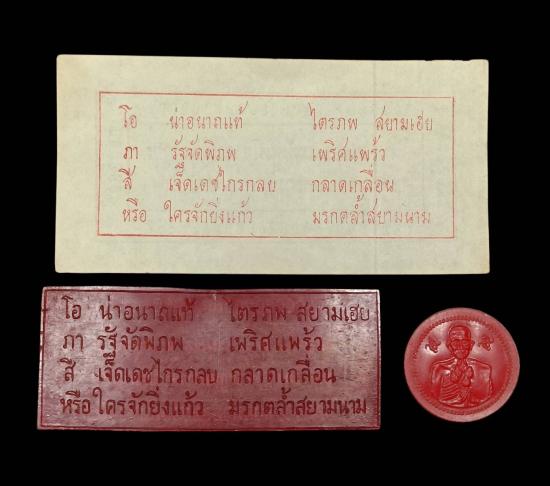 โอ น่าอนาถแท้ ไตรภพ สยามเฮย
ภา รัฐจัดพิภพ เพริศแพร้ว
สี เจ็ดเดชไกรกลบ กลาดเกลื่อน
หรือ ใครจักยิ่งแก้ว มรกตล้ำสยามนาม
โอ น่าอนาถแท้ ไตรภพ สยามเฮย
ภา รัฐจัดพิภพ เพริศแพร้ว
สี เจ็ดเดชไกรกลบ กลาดเกลื่อน
หรือ ใครจักยิ่งแก้ว มรกตล้ำสยามนาม